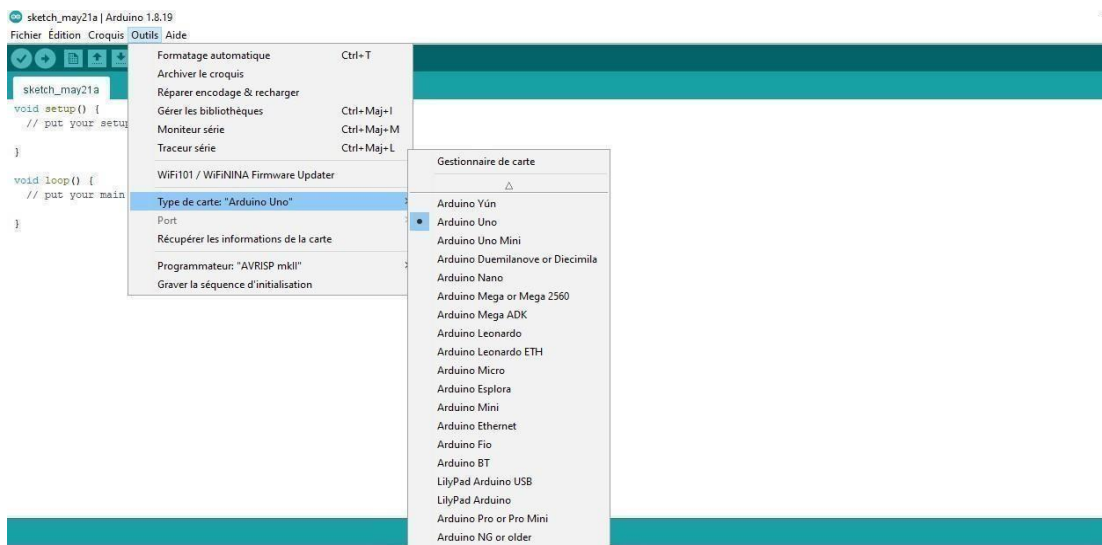 sketch_may21a | Arduino 1.8.19
Fichier Édition Croquis Outils Aide
sketch_may21a
void setup() {
// put your setup
}
void loop() {
// put your main
}
Formatage automatique Ctrl+T
Archiver le croquis
Réparer encodage & recharger
Gérer les bibliothèques Ctrl+Maj+I
Moniteur série Ctrl+Maj+M
Traceur série Ctrl+Maj+L
WiFi101 / WiFiNINA Firmware Updater
Type de carte: "Arduino Uno"
Port
Récupérer les informations de la carte
Programmateur: "AVRISP mkII"
Graver la séquence d'initialisation
Gestionnaire de carte
Arduino Yún
Arduino Uno
Arduino Uno Mini
Arduino Duemilanove or Diecimila
Arduino Nano
Arduino Mega or Mega 2560
Arduino Mega ADK
Arduino Leonardo
Arduino Leonardo ETH
Arduino Micro
Arduino Esplora
Arduino Mini
Arduino Ethernet
Arduino Fio
Arduino BT
LilyPad Arduino USB
LilyPad Arduino
Arduino Pro or Pro Mini
Arduino NG or older